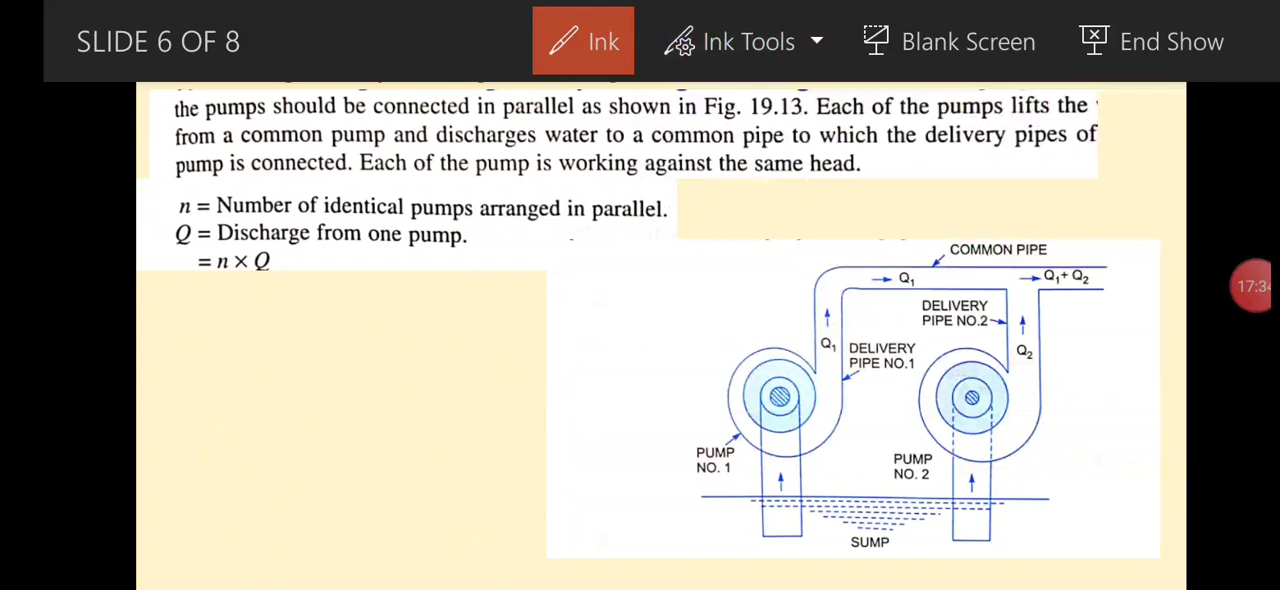 SLIDE 6 OF 8
Ink
Ink Tools
Blank Screen
End Show
the pumps should be connected in parallel as shown in Fig. 19.13. Each of the pumps lifts the
from a common pump and discharges water to a common pipe to which the delivery pipes of
pump is connected. Each of the pump is working against the same head.
n = Number of identical pumps arranged in parallel.
Q = Discharge from one pump.
= n × Q
COMMON PIPE
Q₁
Q₁+ Q₂
DELIVERY
PIPE NO.2
Q₁
DELIVERY
PIPE NO.1
Q₂
PUMP
NO. 1
PUMP
NO. 2
SUMP